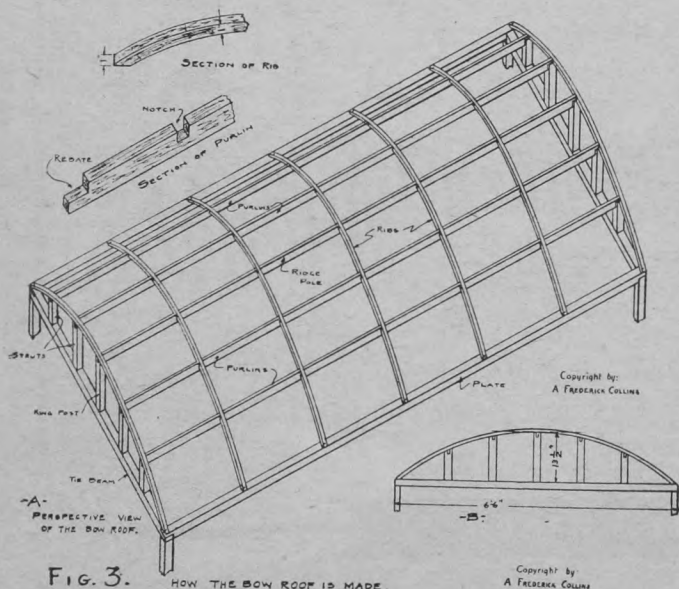 SECTION OF RIB
NOTCH
REBATE
SECTION OF PURLIN
PURLINS
RIBS
RIDGE
POLE
STRUTS
PURLINS
KING POST
PLATE
TIE BEAM
Copyright by:
A FREDERICK COLLINS
-A-
PERSPECTIVE VIEW
OF THE BOW ROOF.
6'6"
-B-
FIG. 3. HOW THE BOW ROOF IS MADE
Copyright by
A FREDERICK COLLINS